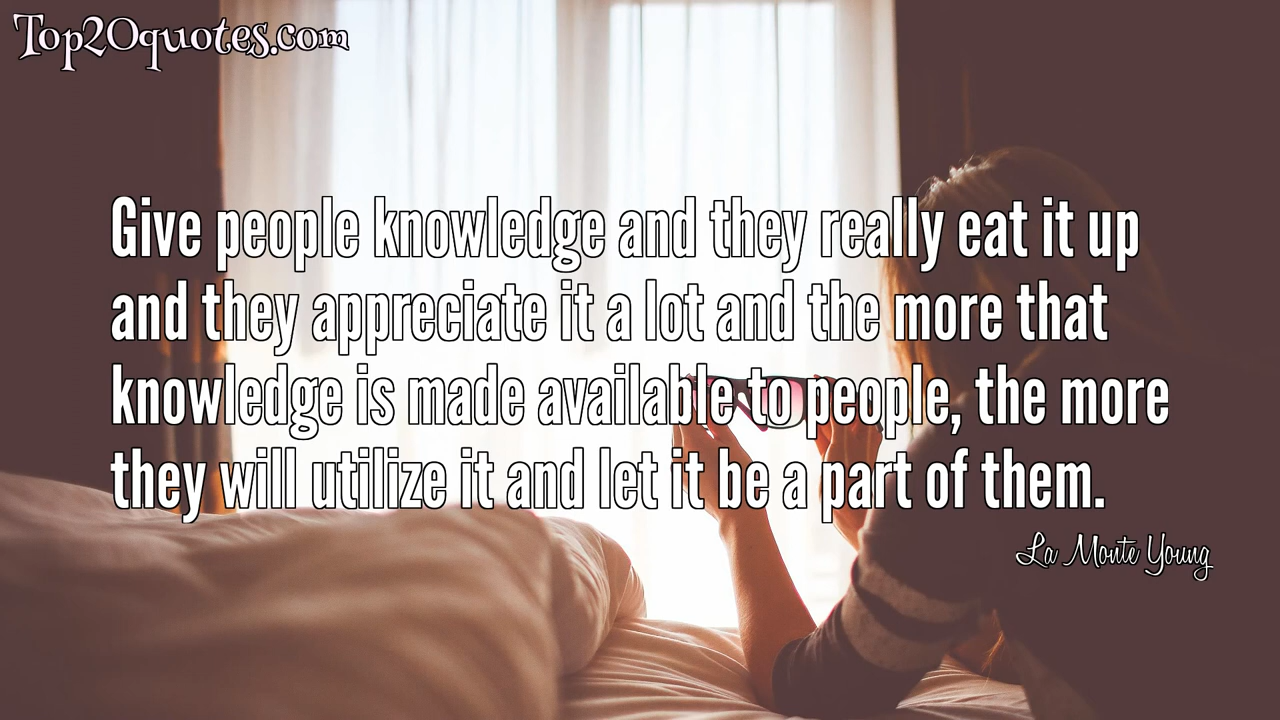 Top20quotes.com
Give people knowledge and they really eat it up
and they appreciate it a lot and the more that
knowledge is made available to people, the more
they will utilize it and let it be a part of them.
La Monte Young